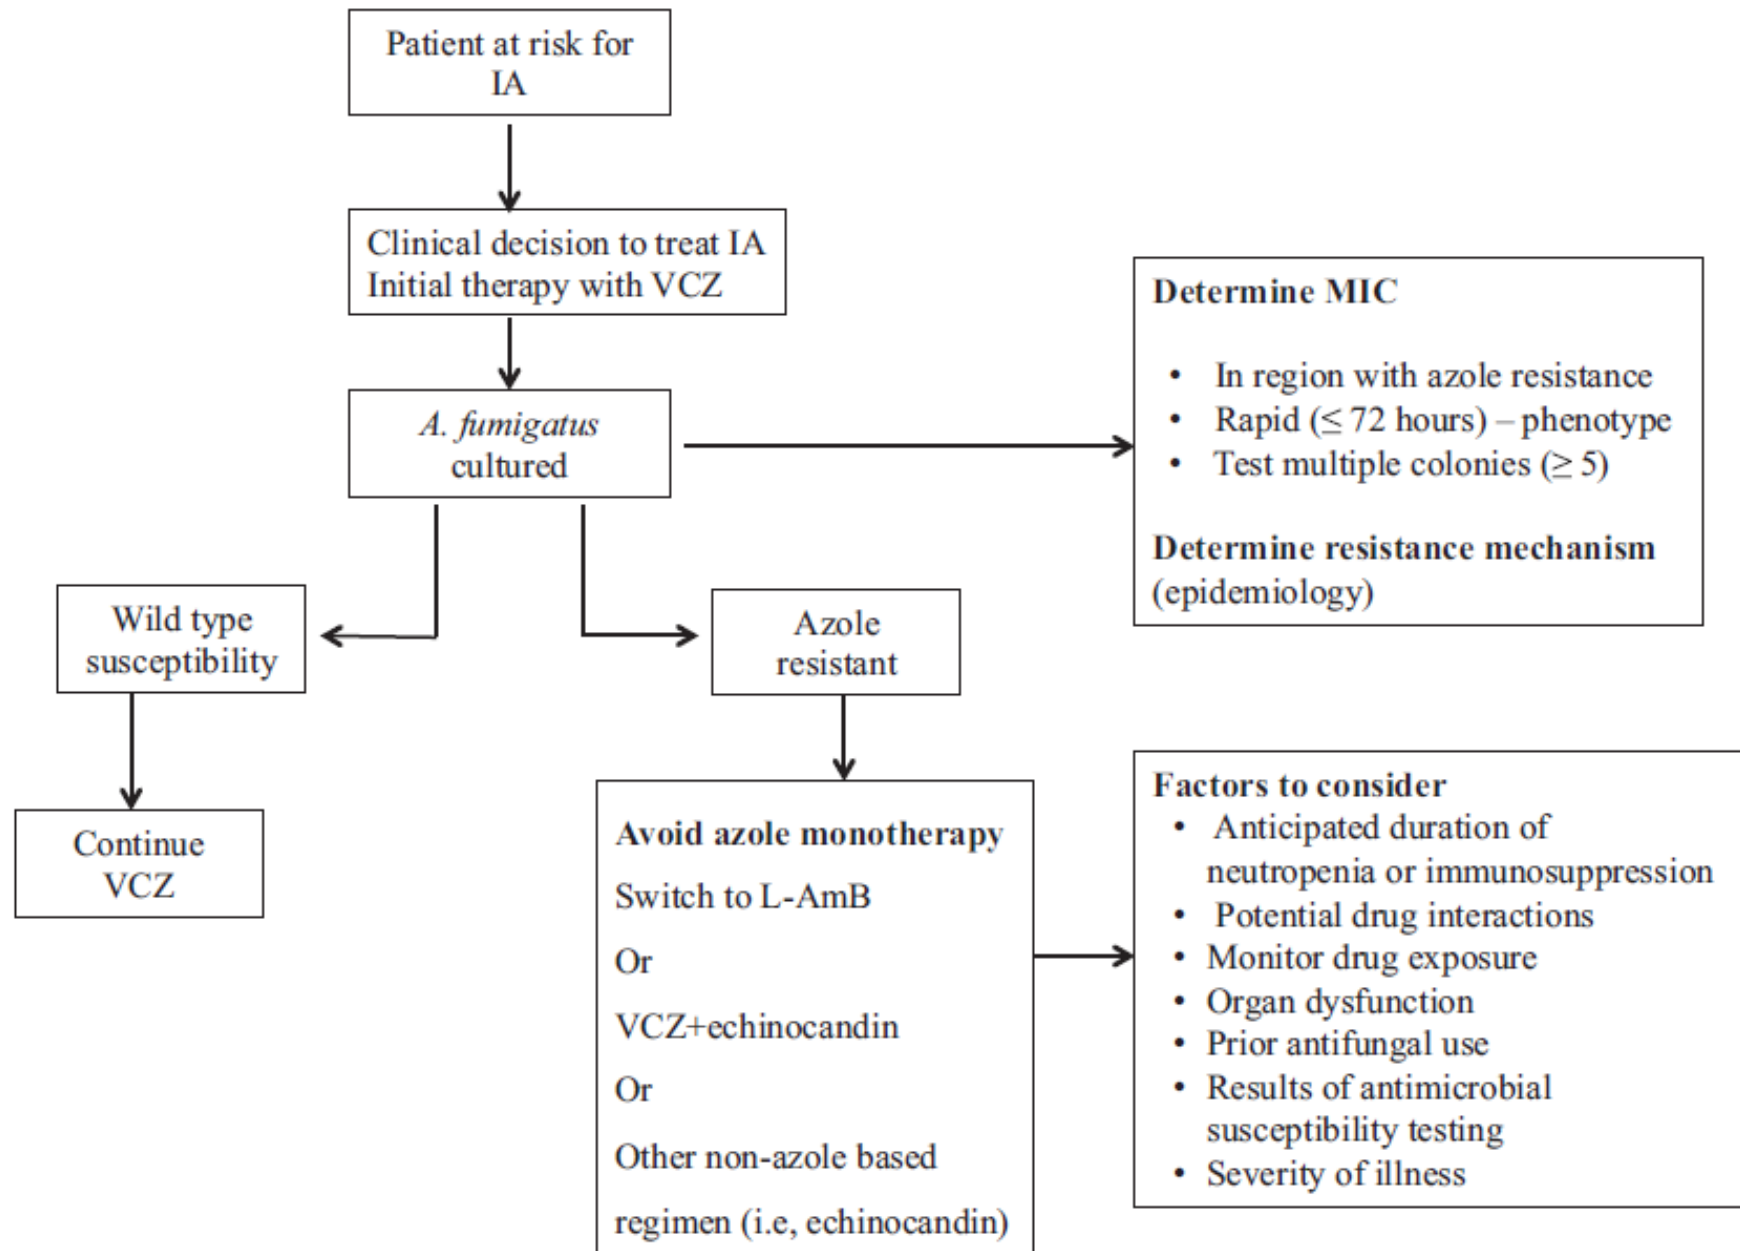 Patient at risk for
IA
Clinical decision to treat IA
Initial therapy with VCZ
A. fumigatus
cultured
Determine MIC
• In region with azole resistance
• Rapid (≤ 72 hours) – phenotype
• Test multiple colonies (≥ 5)
Determine resistance mechanism
(epidemiology)
Wild type
susceptibility
Azole
resistant
Continue
VCZ
Avoid azole monotherapy
Switch to L-AmB
Or
VCZ+echinocandin
Or
Other non-azole based
regimen (i.e, echinocandin)
Factors to consider
• Anticipated duration of
neutropenia or immunosuppression
• Potential drug interactions
• Monitor drug exposure
• Organ dysfunction
• Prior antifungal use
• Results of antimicrobial
susceptibility testing
• Severity of illness